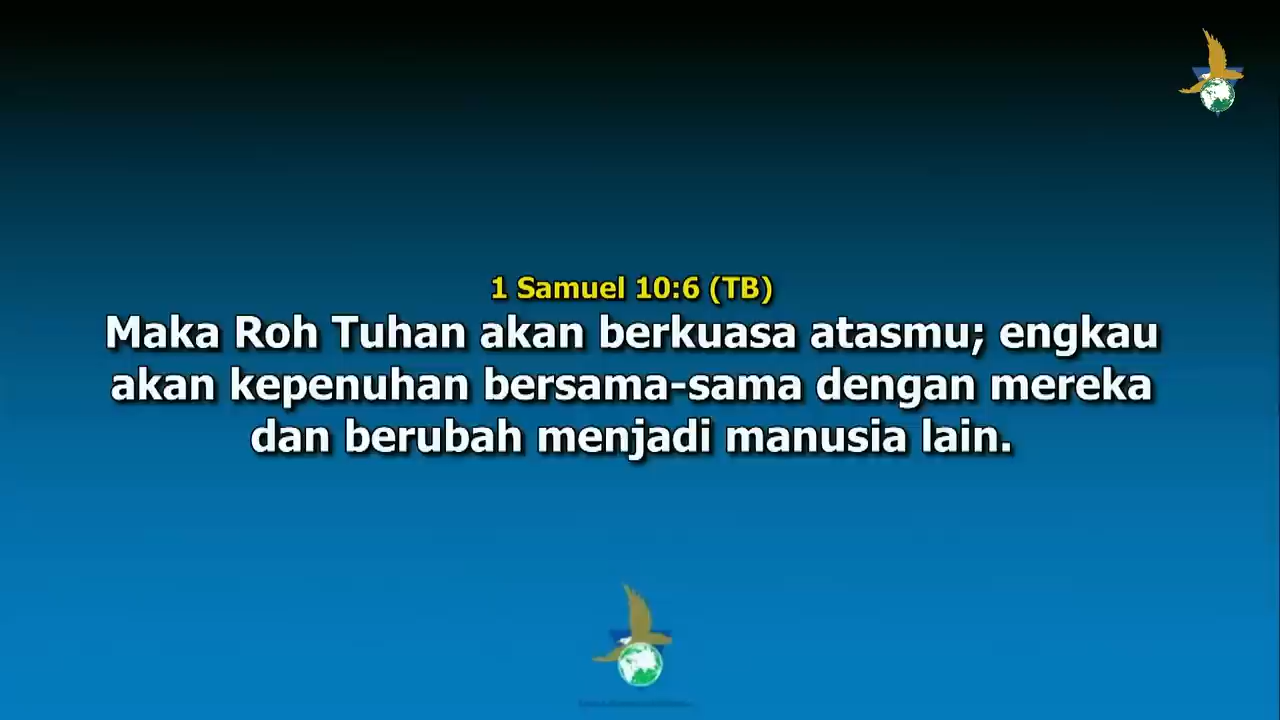 1 Samuel 10:6 (TB)
Maka Roh Tuhan akan berkuasa atasmu; engkau
akan kepenuhan bersama-sama dengan mereka
dan berubah menjadi manusia lain.